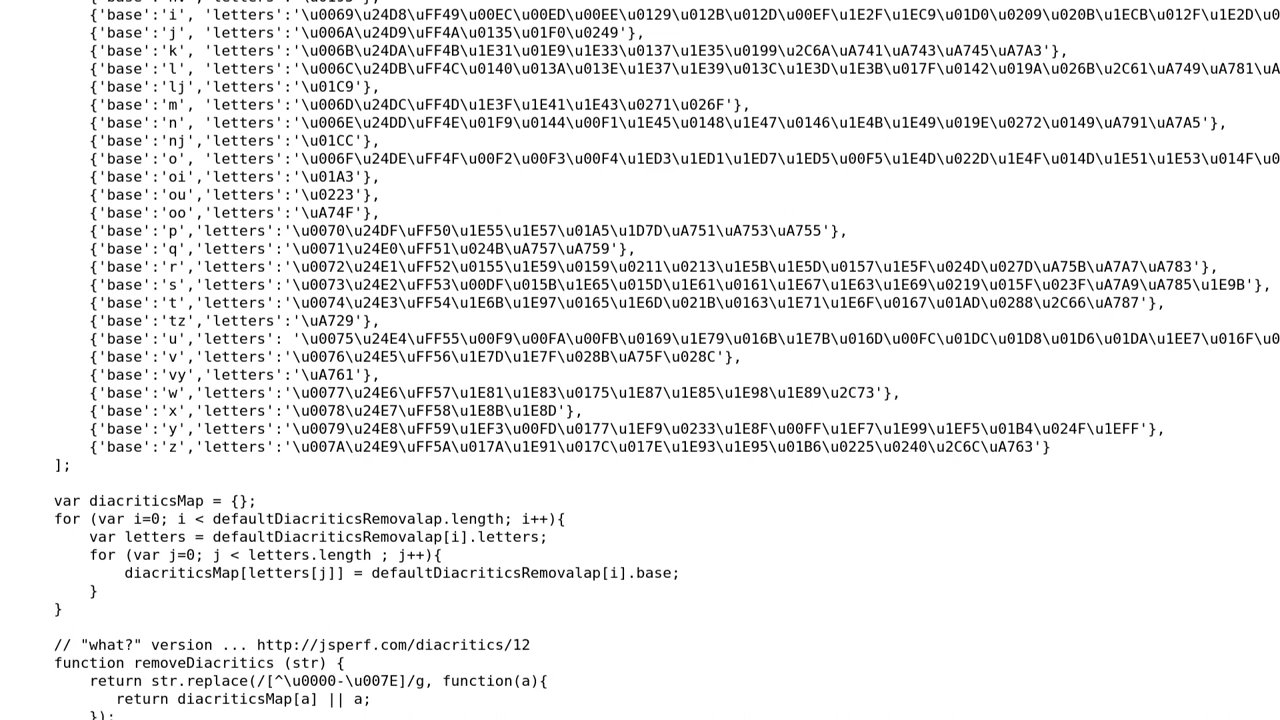 {'base':'i', 'letters':'\u0069\u24D8\uFF49\u00EC\u00ED\u00EE\u0129\u012B\u012D\u00EF\u1E2F\u1EC9\u01D0\u0209\u020B\u1ECB\u012F\u1E2D\u0
{'base':'j', 'letters':'\u006A\u24D9\uFF4A\u0135\u01F0\u0249'},
{'base':'k', 'letters':'\u006B\u24DA\uFF4B\u1E31\u01E9\u1E33\u0137\u1E35\u0199\u2C6A\uA741\uA743\uA745\uA7A3'},
{'base':'l', 'letters':'\u006C\u24DB\uFF4C\u0140\u013A\u013E\u1E37\u1E39\u013C\u1E3D\u1E3B\u017F\u0142\u019A\u026B\u2C61\uA749\uA781\uA
{'base':'lj','letters':'\u01C9'},
{'base':'m', 'letters':'\u006D\u24DC\uFF4D\u1E3F\u1E41\u1E43\u0271\u026F'},
{'base':'n', 'letters':'\u006E\u24DD\uFF4E\u01F9\u0144\u00F1\u1E45\u0148\u1E47\u0146\u1E4B\u1E49\u019E\u0272\u0149\uA791\uA7A5'},
{'base':'nj','letters':'\u01CC'},
{'base':'o', 'letters':'\u006F\u24DE\uFF4F\u00F2\u00F3\u00F4\u1ED3\u1ED1\u1ED7\u1ED5\u00F5\u1E4D\u022D\u1E4F\u014D\u1E51\u1E53\u014F\u0
{'base':'oi','letters':'\u01A3'},
{'base':'ou','letters':'\u0223'},
{'base':'oo','letters':'\uA74F'},
{'base':'p','letters':'\u0070\u24DF\uFF50\u1E55\u1E57\u01A5\u1D7D\uA751\uA753\uA755'},
{'base':'q','letters':'\u0071\u24E0\uFF51\u024B\uA757\uA759'},
{'base':'r','letters':'\u0072\u24E1\uFF52\u0155\u1E59\u0159\u0211\u0213\u1E5B\u1E5D\u0157\u1E5F\u024D\u027D\uA75B\uA7A7\uA783'},
{'base':'s','letters':'\u0073\u24E2\uFF53\u00DF\u015B\u1E65\u015D\u1E61\u0161\u1E67\u1E63\u1E69\u0219\u015F\u023F\uA7A9\uA785\u1E9B'},
{'base':'t','letters':'\u0074\u24E3\uFF54\u1E6B\u1E97\u0165\u1E6D\u021B\u0163\u1E71\u1E6F\u0167\u01AD\u0288\u2C66\uA787'},
{'base':'tz','letters':'\uA729'},
{'base':'u','letters': '\u0075\u24E4\uFF55\u00F9\u00FA\u00FB\u0169\u1E79\u016B\u1E7B\u016D\u00FC\u01DC\u01D8\u01D6\u01DA\u1EE7\u016F\u0
{'base':'v','letters':'\u0076\u24E5\uFF56\u1E7D\u1E7F\u028B\uA75F\u028C'},
{'base':'vy','letters':'\uA761'},
{'base':'w','letters':'\u0077\u24E6\uFF57\u1E81\u1E83\u0175\u1E87\u1E85\u1E98\u1E89\u2C73'},
{'base':'x','letters':'\u0078\u24E7\uFF58\u1E8B\u1E8D'},
{'base':'y','letters':'\u0079\u24E8\uFF59\u1EF3\u00FD\u0177\u1EF9\u0233\u1E8F\u00FF\u1EF7\u1E99\u1EF5\u01B4\u024F\u1EFF'},
{'base':'z','letters':'\u007A\u24E9\uFF5A\u017A\u1E91\u017C\u017E\u1E93\u1E95\u01B6\u0225\u0240\u2C6C\uA763'}
];
var diacriticsMap = {};
for (var i=0; i < defaultDiacriticsRemovalap.length; i++){
var letters = defaultDiacriticsRemovalap[i].letters;
for (var j=0; j < letters.length ; j++){
diacriticsMap[letters[j]] = defaultDiacriticsRemovalap[i].base;
}
}
// "what?" version ... http://jsperf.com/diacritics/12
function removeDiacritics (str) {
return str.replace(/[^\u0000-\u007E]/g, function(a){
return diacriticsMap[a] || a;
});